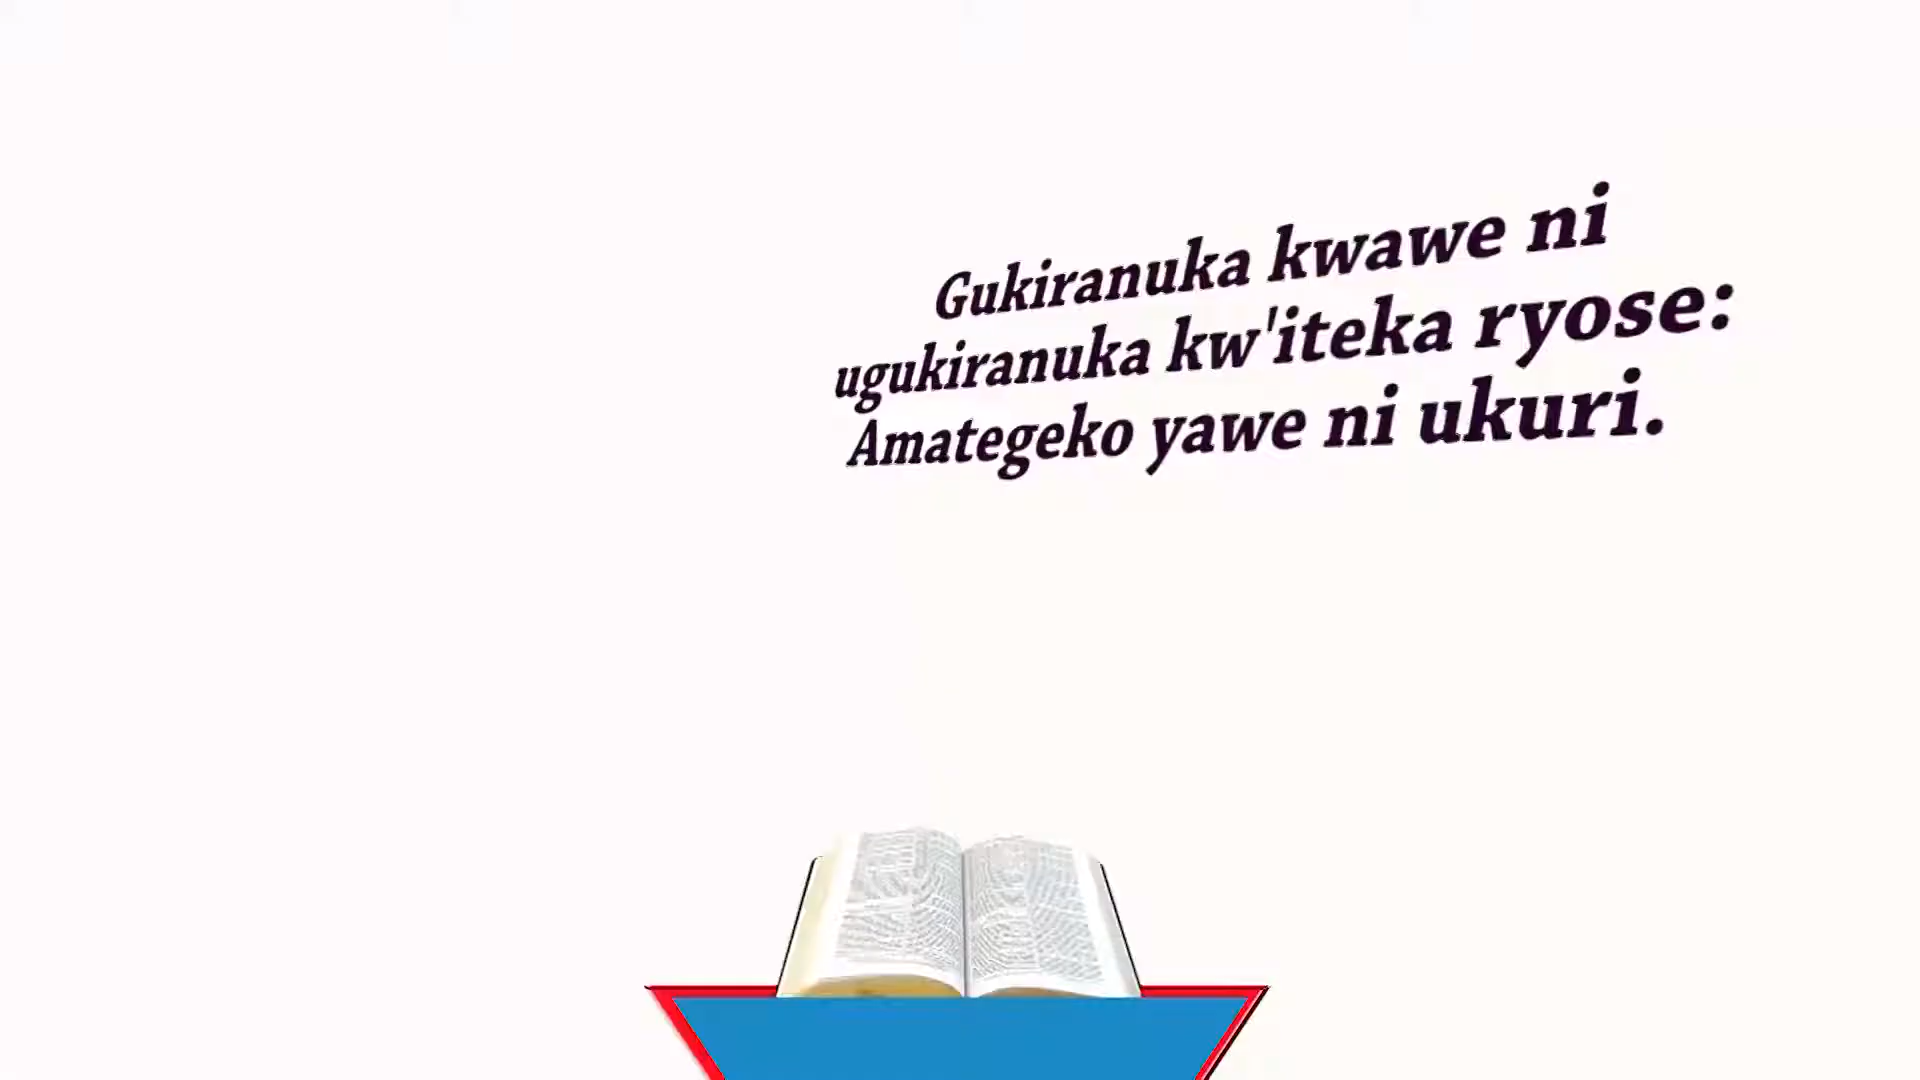 Gukiranuka kwawe ni
ugukiranuka kw'iteka ryose:
Amategeko yawe ni ukuri.